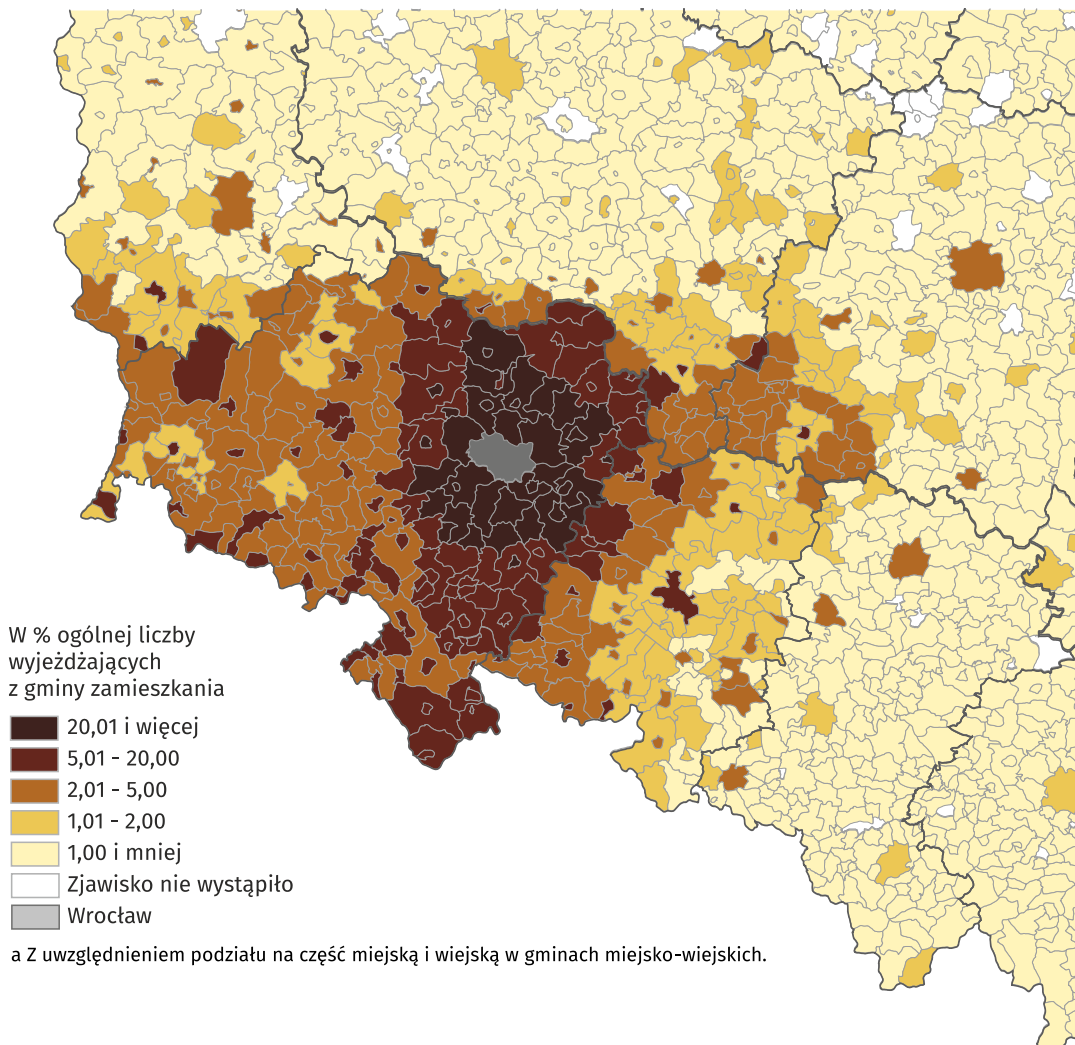 W % ogólnej liczby
wyjeżdżających
z gminy zamieszkania
20,01 i więcej
5,01 - 20,00
2,01 - 5,00
1,01 - 2,00
1,00 i mniej
Zjawisko nie wystąpiło
Wrocław
a Z uwzględnieniem podziału na część miejską i wiejską w gminach miejsko-wiejskich.